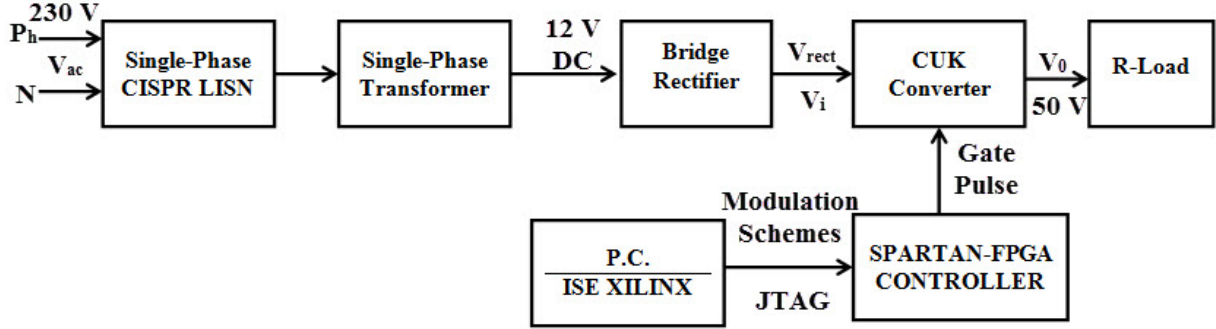 230 V
Ph
Vac
N
Single-Phase
CISPR LISN
Single-Phase
Transformer
12 V
DC
Bridge
Rectifier
Vrect
Vi
CUK
Converter
V0
50 V
R-Load
Gate
Pulse
Modulation
Schemes
JTAG
P.C.
ISE XILINX
SPARTAN-FPGA
CONTROLLER